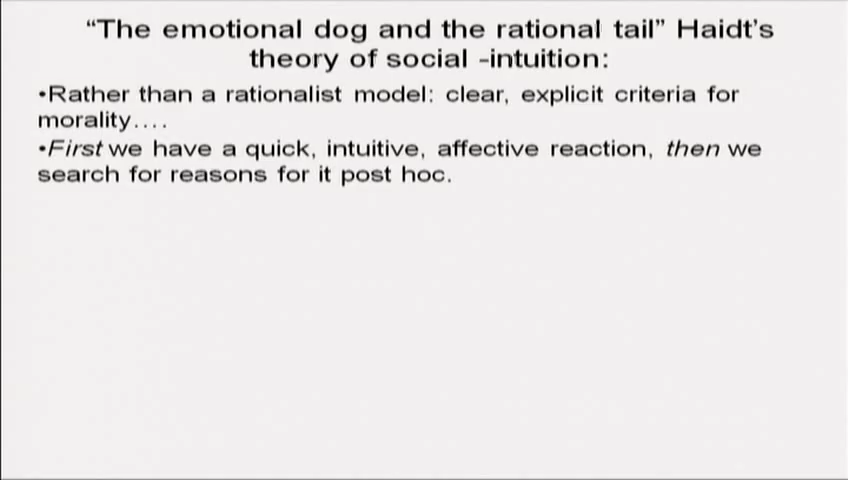 “The emotional dog and the rational tail” Haidt’s
theory of social -intuition:
•Rather than a rationalist model: clear, explicit criteria for
morality….
•First we have a quick, intuitive, affective reaction, then we
search for reasons for it post hoc.